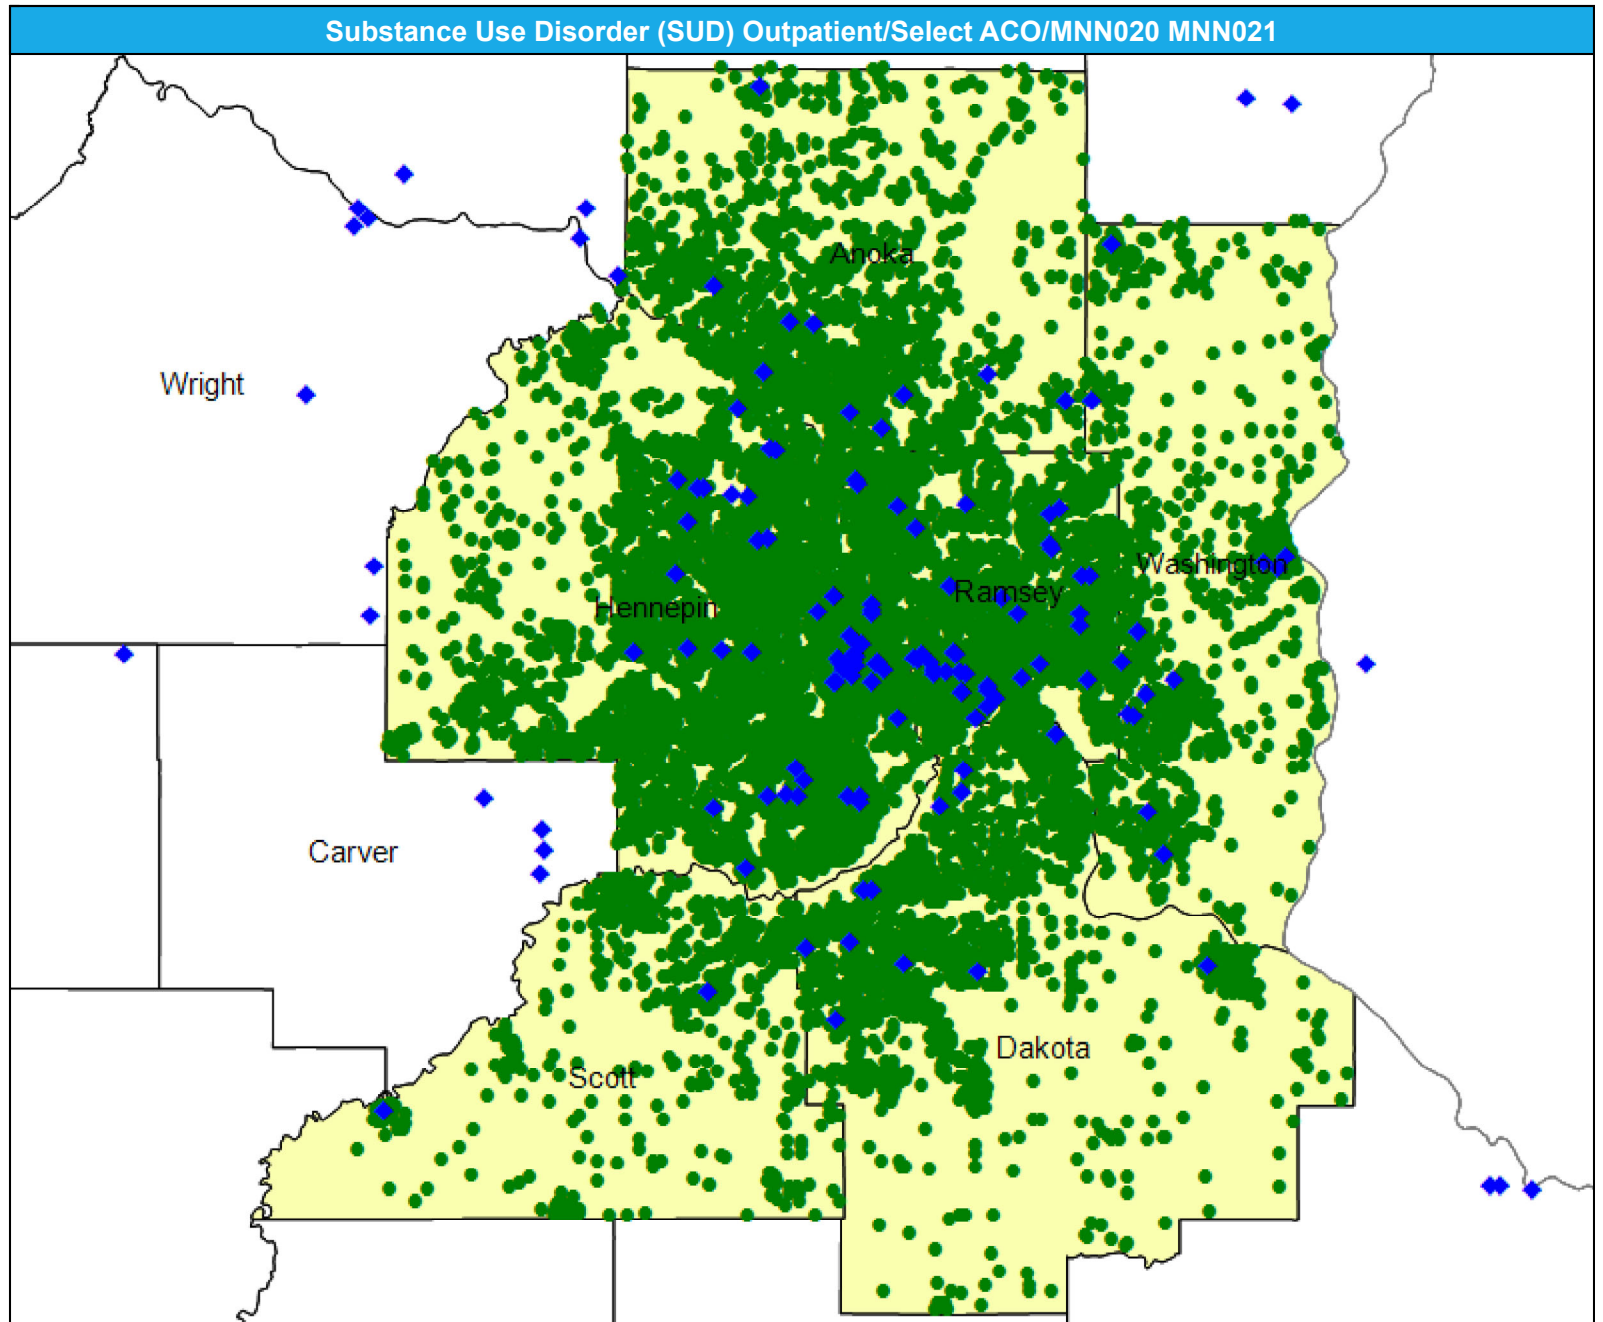 Substance Use Disorder (SUD) Outpatient/Select ACO/MNN020 MNN021
Anoka
Wright
Washington
Ramsey
Hennepin
Carver
Dakota
Scott